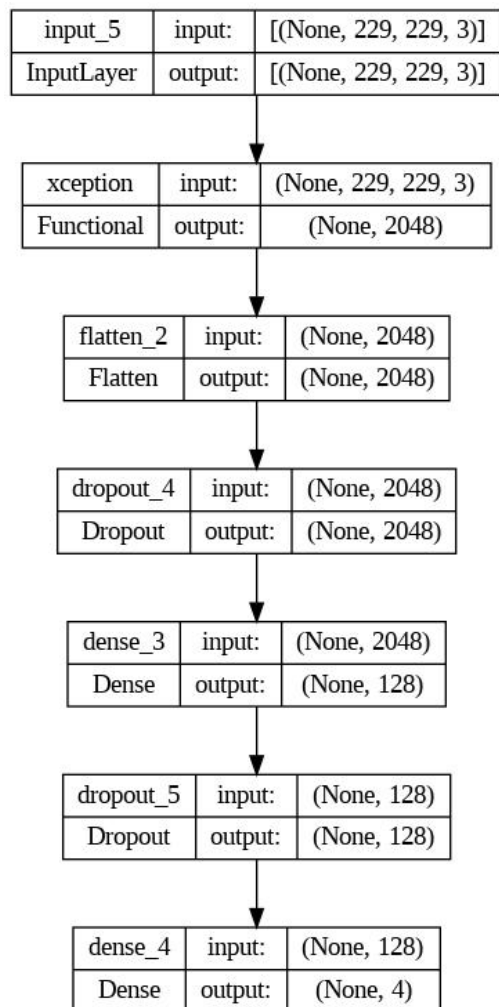 input_5 input: [(None, 229, 229, 3)]
InputLayer output: [(None, 229, 229, 3)]
xception input: (None, 229, 229, 3)
Functional output: (None, 2048)
flatten_2 input: (None, 2048)
Flatten output: (None, 2048)
dropout_4 input: (None, 2048)
Dropout output: (None, 2048)
dense_3 input: (None, 2048)
Dense output: (None, 128)
dropout_5 input: (None, 128)
Dropout output: (None, 128)
dense_4 input: (None, 128)
Dense output: (None, 4)